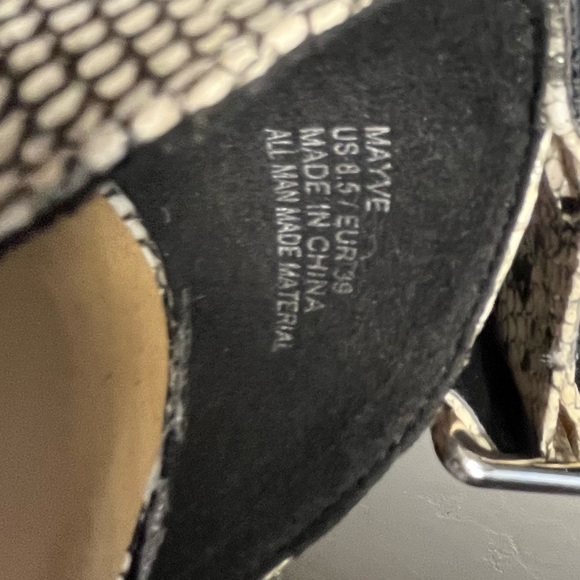 MAYVE
US 8.5 / EUR 39
MADE IN CHINA
ALL MAN MADE MATERIAL